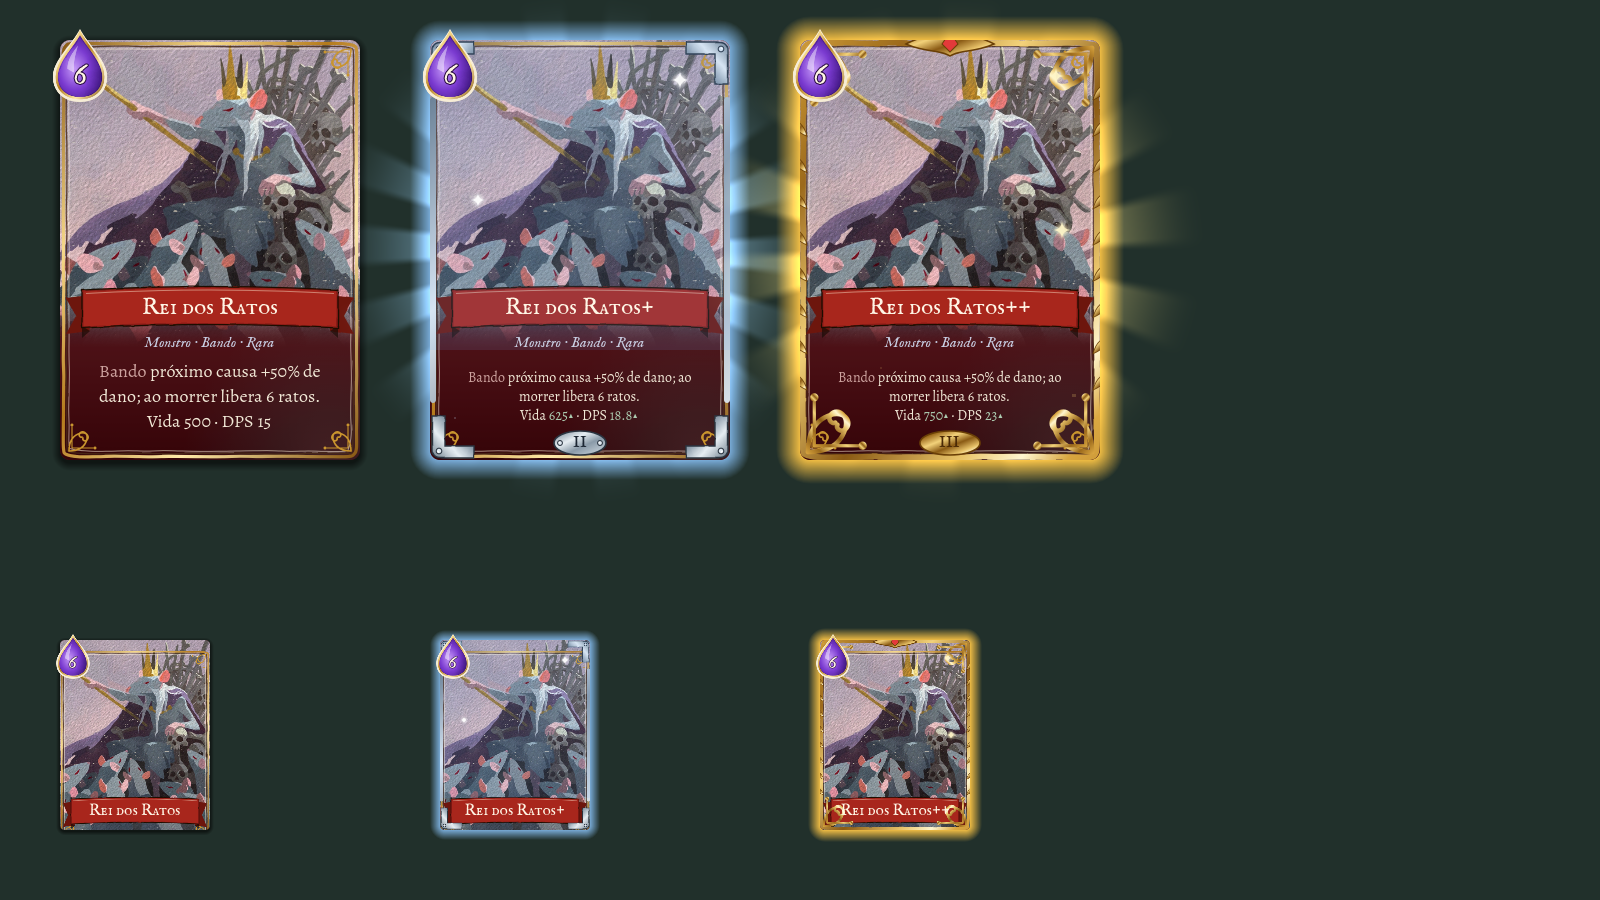 6
Rei dos Ratos
Monstro · Bando · Rara
Bando próximo causa +50% de
dano; ao morrer libera 6 ratos.
Vida 500 · DPS 15
6
Rei dos Ratos+
Monstro · Bando · Rara
Bando próximo causa +50% de dano; ao
morrer libera 6 ratos.
Vida 625▲ · DPS 18.8▲
II
6
Rei dos Ratos++
Monstro · Bando · Rara
Bando próximo causa +50% de dano; ao
morrer libera 6 ratos.
Vida 750▲ · DPS 23▲
III
6
Rei dos Ratos
6
Rei dos Ratos+
6
Rei dos Ratos++